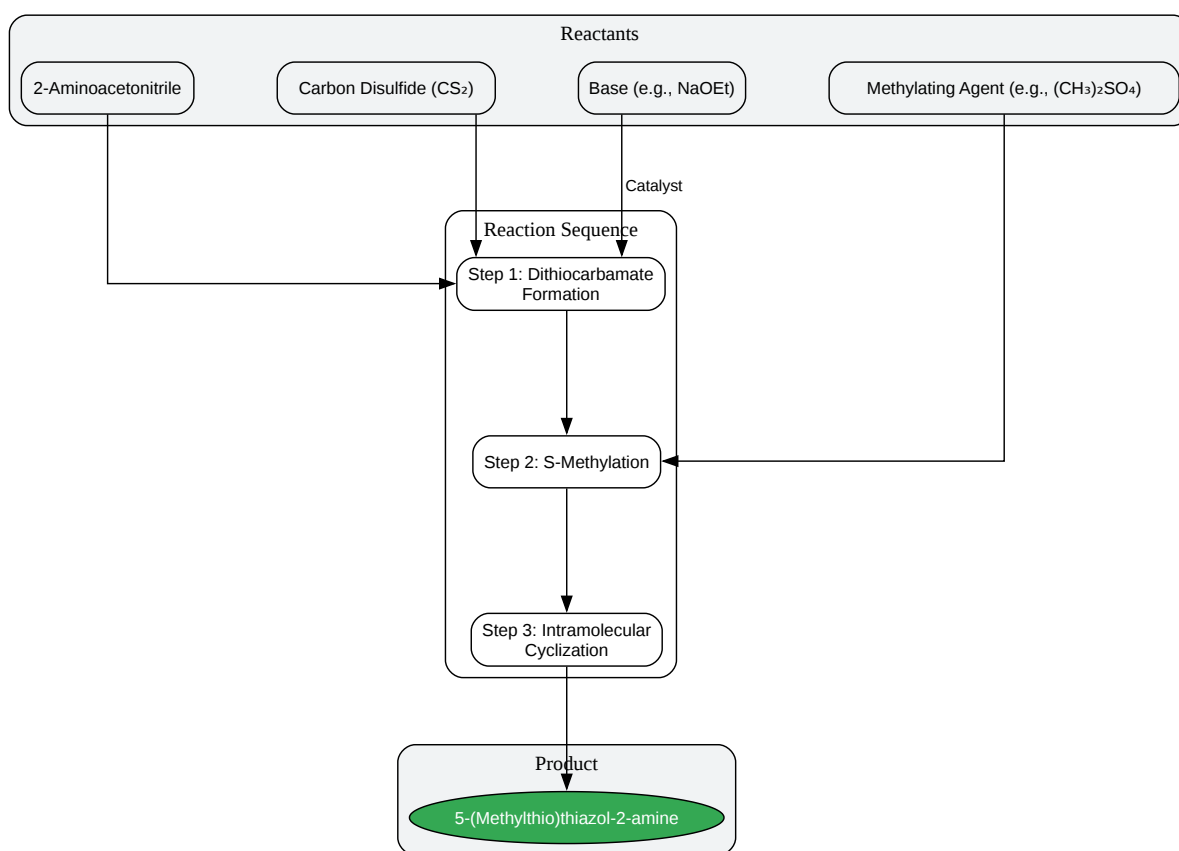 Reactants
2-Aminoacetonitrile
Carbon Disulfide (CS₂)
Base (e.g., NaOEt)
Methylating Agent (e.g., (CH₃)₂SO₄)
Catalyst
Reaction Sequence
Step 1: Dithiocarbamate
Formation
Step 2: S-Methylation
Step 3: Intramolecular
Cyclization
Product
5-(Methylthio)thiazol-2-amine